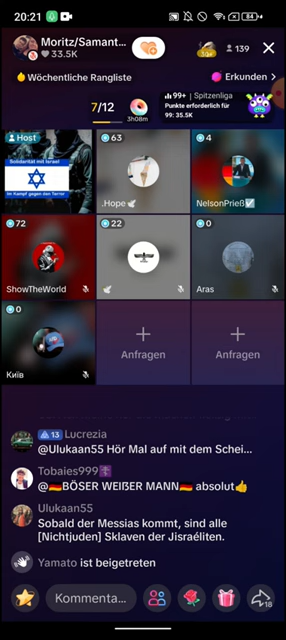 20:21
84
Moritz/Samant...
33.5K
139
Wöchentliche Rangliste
Erkunden
7/12
3h08m
99+ | Spitzenliga
Punkte erforderlich für
99: 35.5K
Host
Solidarität mit Israel
Im Kampf gegen den Terror
63
.Hope
4
NelsonPrieß
72
ShowTheWorld
22
0
Aras
0
Київ
Anfragen
Anfragen
13 Lucrezia
@Ulukaan55 Hör Mal auf mit dem Schei...
Tobaies999
@BÖSER WEIßER MANN absolut
Ulukaan55
Sobald der Messias kommt, sind alle
[Nichtjuden] Sklaven der Jisraéliten.
Yamato ist beigetreten
Kommenta...
18